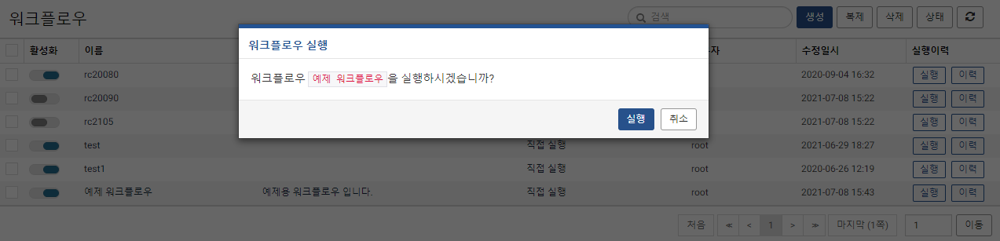 워크플로우 검색 생성 복제 삭제 상태
워크플로우 실행
활성화 이름 자 수정일시 실행이력
워크플로우 예제 워크플로우을 실행하시겠습니까?
rc20080 2020-09-04 16:32 실행 이력
rc20090 2021-07-08 15:22 실행 이력
실행 취소
rc2105 2021-07-08 15:22 실행 이력
test 직접 실행 root 2021-06-29 18:27 실행 이력
test1 직접 실행 root 2020-06-26 12:19 실행 이력
예제 워크플로우 예제용 워크플로우 입니다. 직접 실행 root 2021-07-08 15:43 실행 이력
처음 ≪ < 1 > ≫ 마지막 (1쪽) 1 이동